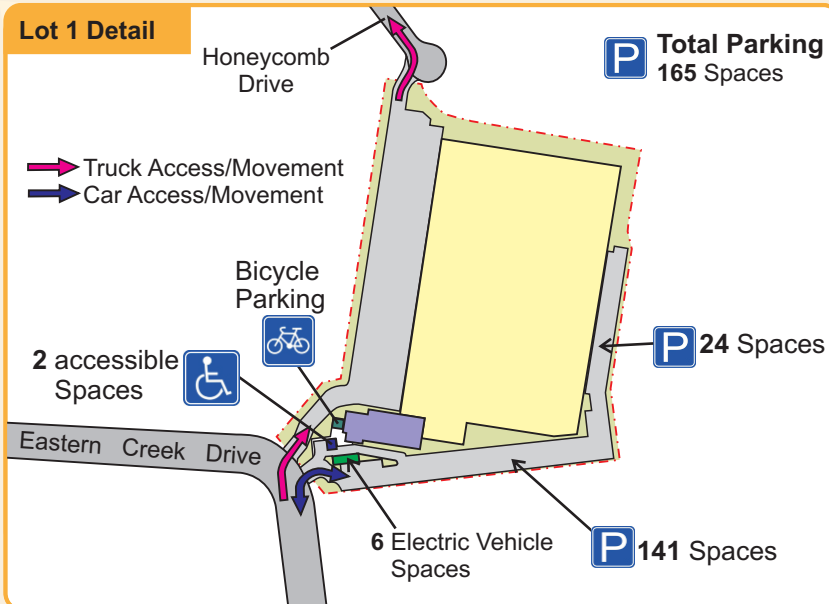 Lot 1 Detail
Honeycomb
Drive
P
Total Parking
165 Spaces
Truck Access/Movement
Car Access/Movement
Bicycle
Parking
2 accessible
Spaces
P
24 Spaces
Eastern Creek Drive
6 Electric Vehicle
Spaces
P
141 Spaces